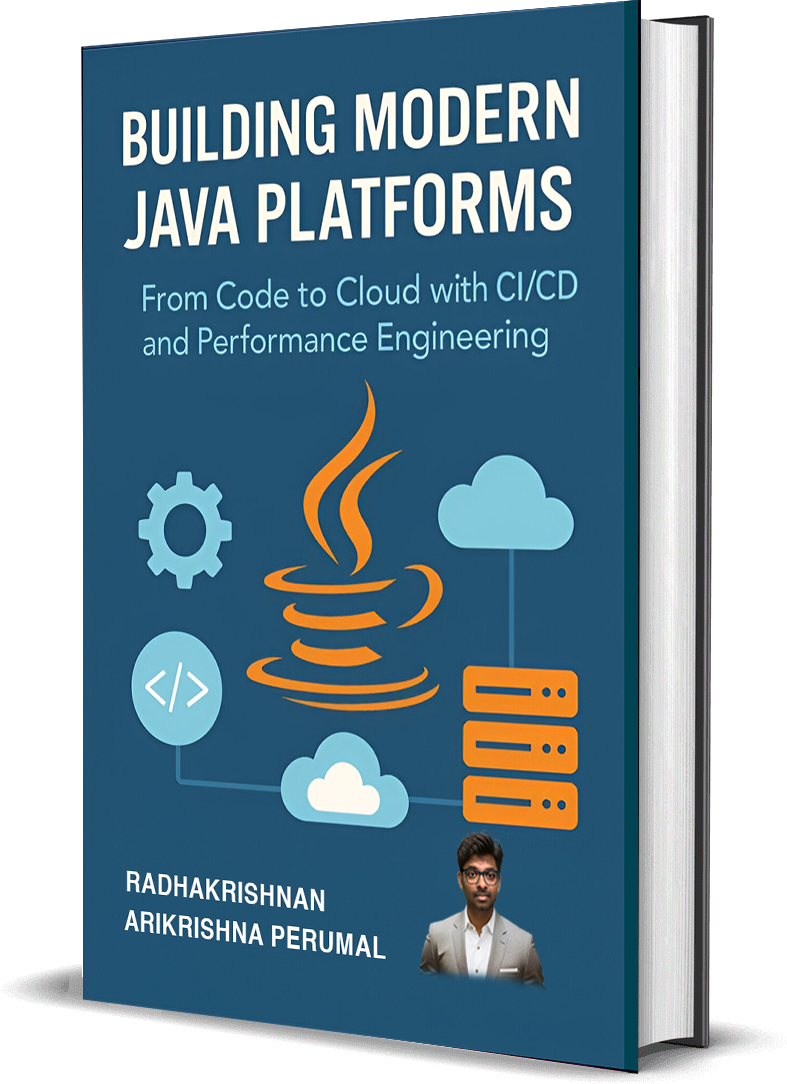 BUILDING MODERN
JAVA PLATFORMS
From Code to Cloud with CI/CD
and Performance Engineering
</>
RADHAKRISHNAN
ARIKRISHNA PERUMAL